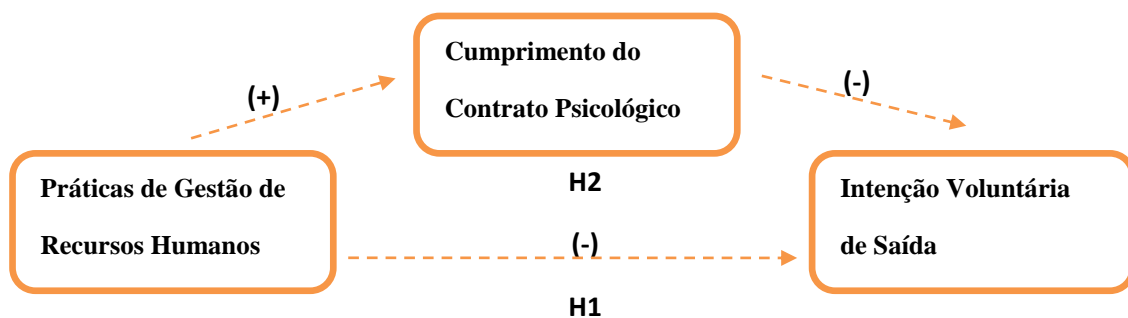 Cumprimento do
Contrato Psicológico
(+)
(-)
H2
Práticas de Gestão de
Recursos Humanos
(-)
H1
Intenção Voluntária
de Saída